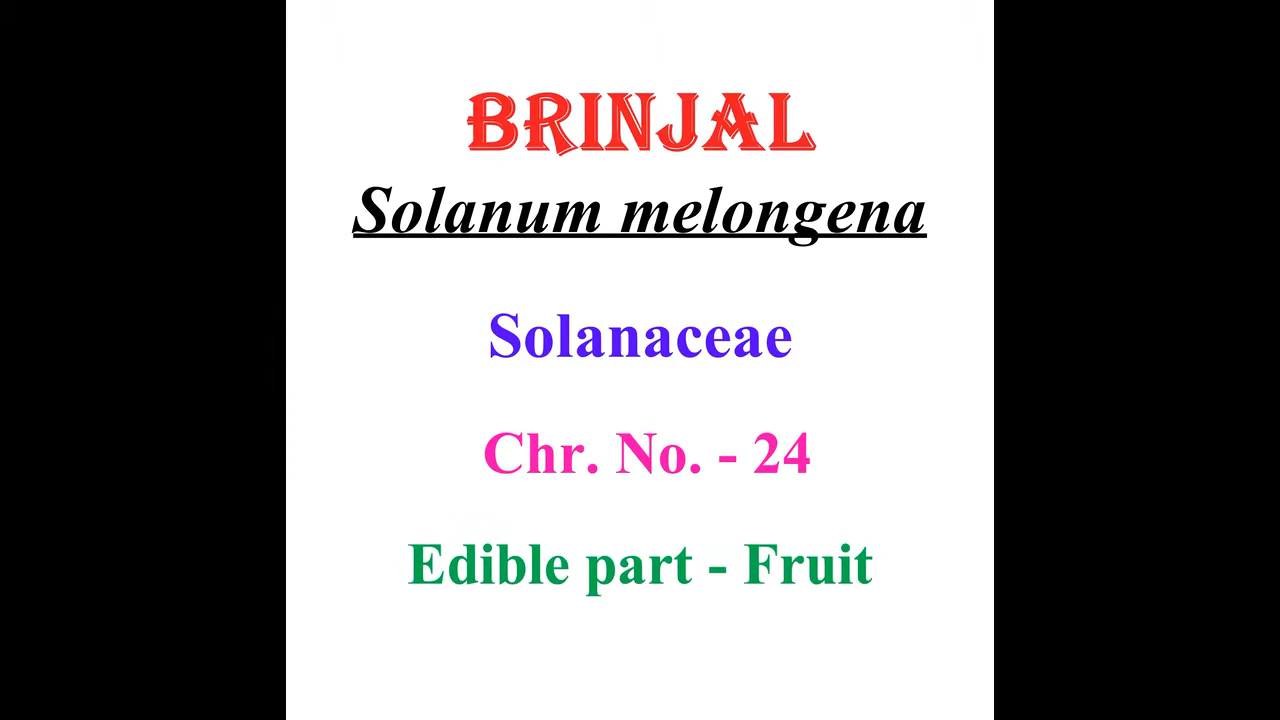 BRINJAL
Solanum melongena
Solanaceae
Chr. No. - 24
Edible part - Fruit